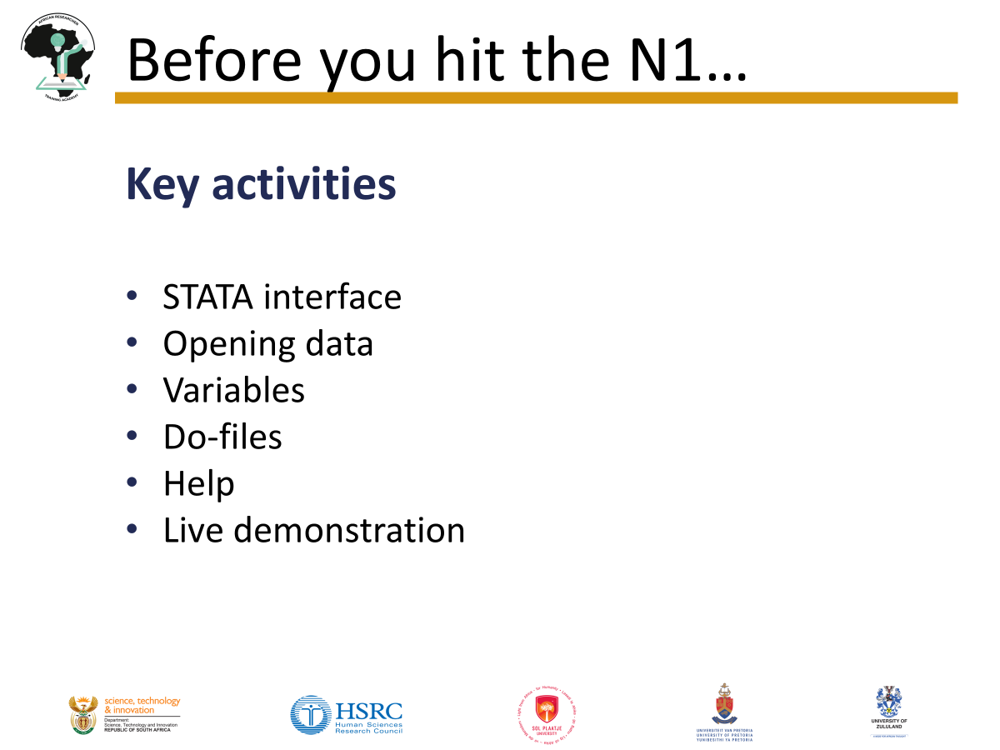 AFRICAN RESEARCHER
TRAINING ACADEMY
Before you hit the N1…
Key activities
• STATA interface
• Opening data
• Variables
• Do-files
• Help
• Live demonstration
science, technology
& innovation
Department:
Science, Technology and Innovation
REPUBLIC OF SOUTH AFRICA
HSRC
Human Sciences
Research Council
SOL PLAATJE
UNIVERSITY
UNIVERSITEIT VAN PRETORIA
UNIVERSITY OF PRETORIA
YUNIBESITHI YA PRETORIA
UNIVERSITY OF
ZULULAND